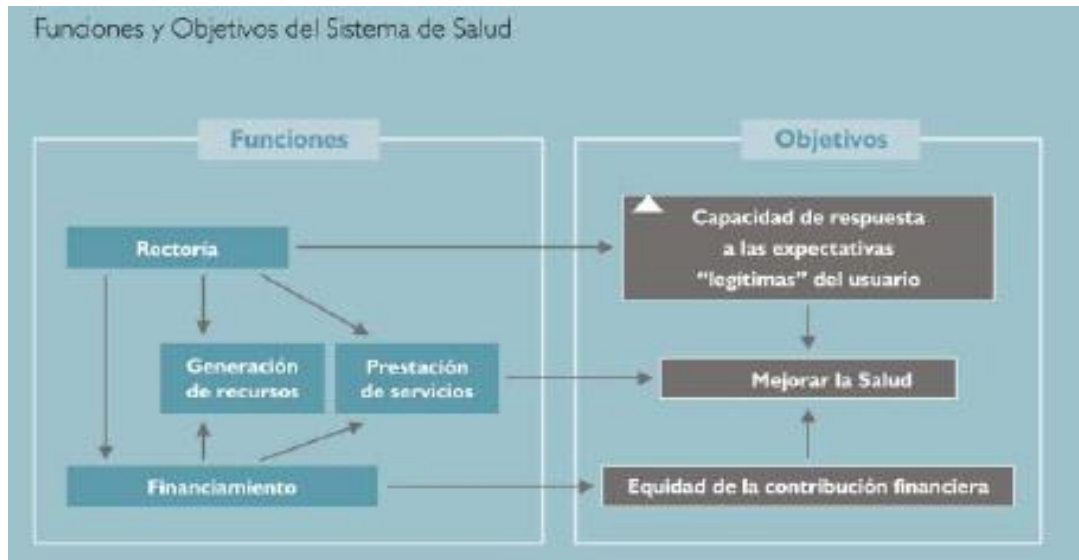 Funciones y Objetivos del Sistema de Salud
Funciones
Objetivos
Rectoría
Capacidad de respuesta
a las expectativas
"legítimas" del usuario
Generación
de recursos
Prestación
de servicios
Mejorar la Salud
Financiamiento
Equidad de la contribución financiera